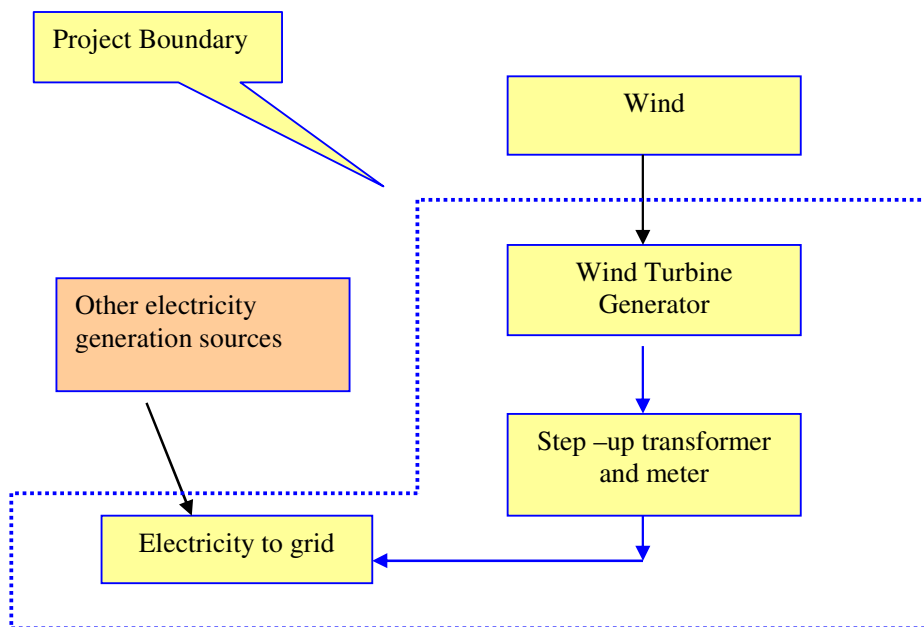 Project Boundary
Wind
Wind Turbine
Generator
Other electricity
generation sources
Step –up transformer
and meter
Electricity to grid